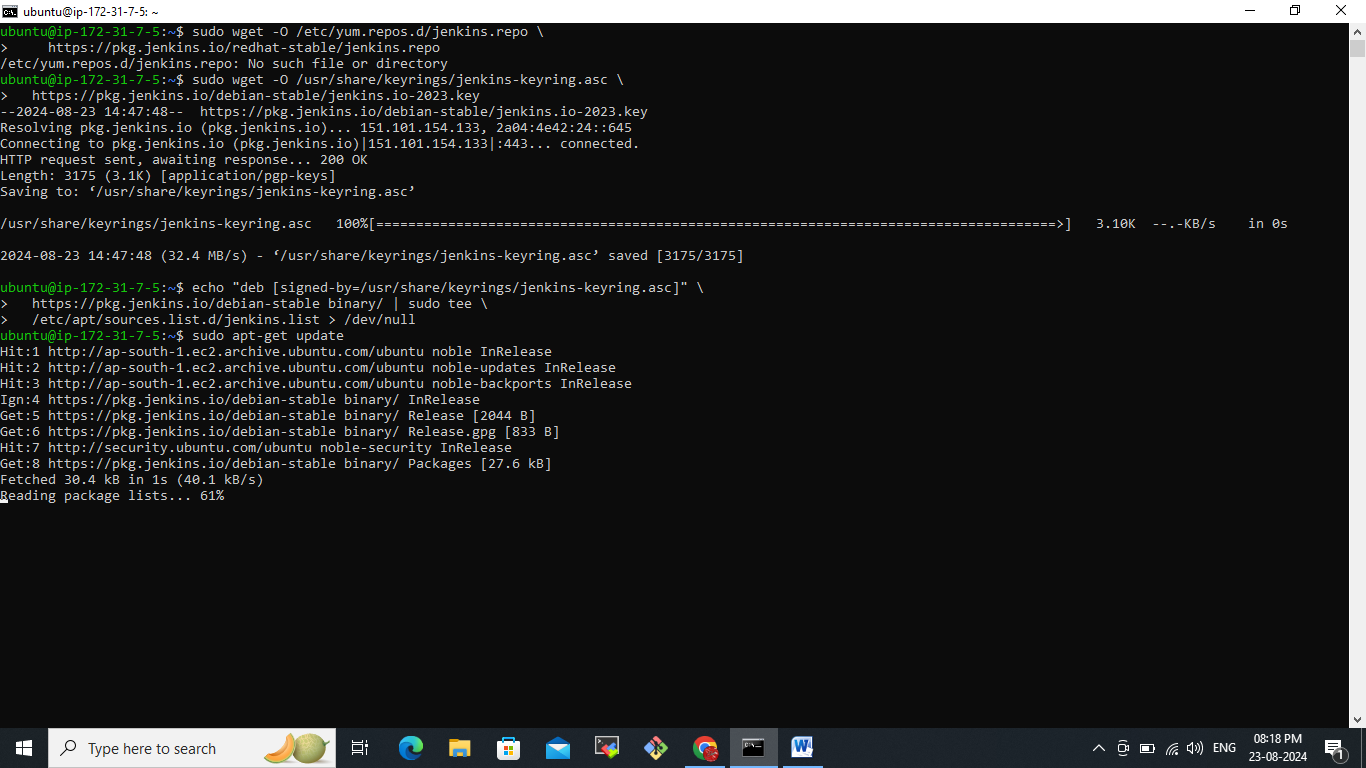 ubuntu@ip-172-31-7-5: ~
ubuntu@ip-172-31-7-5:~$ sudo wget -O /etc/yum.repos.d/jenkins.repo \
>     https://pkg.jenkins.io/redhat-stable/jenkins.repo
/etc/yum.repos.d/jenkins.repo: No such file or directory
ubuntu@ip-172-31-7-5:~$ sudo wget -O /usr/share/keyrings/jenkins-keyring.asc \
>   https://pkg.jenkins.io/debian-stable/jenkins.io-2023.key
--2024-08-23 14:47:48--  https://pkg.jenkins.io/debian-stable/jenkins.io-2023.key
Resolving pkg.jenkins.io (pkg.jenkins.io)... 151.101.154.133, 2a04:4e42:24::645
Connecting to pkg.jenkins.io (pkg.jenkins.io)|151.101.154.133|:443... connected.
HTTP request sent, awaiting response... 200 OK
Length: 3175 (3.1K) [application/pgp-keys]
Saving to: ‘/usr/share/keyrings/jenkins-keyring.asc’
/usr/share/keyrings/jenkins-keyring.asc   100%[=====================================================================================>]   3.10K  --.-KB/s    in 0s
2024-08-23 14:47:48 (32.4 MB/s) - ‘/usr/share/keyrings/jenkins-keyring.asc’ saved [3175/3175]
ubuntu@ip-172-31-7-5:~$ echo "deb [signed-by=/usr/share/keyrings/jenkins-keyring.asc]" \
>   https://pkg.jenkins.io/debian-stable binary/ | sudo tee \
>   /etc/apt/sources.list.d/jenkins.list > /dev/null
ubuntu@ip-172-31-7-5:~$ sudo apt-get update
Hit:1 http://ap-south-1.ec2.archive.ubuntu.com/ubuntu noble InRelease
Hit:2 http://ap-south-1.ec2.archive.ubuntu.com/ubuntu noble-updates InRelease
Hit:3 http://ap-south-1.ec2.archive.ubuntu.com/ubuntu noble-backports InRelease
Ign:4 https://pkg.jenkins.io/debian-stable binary/ InRelease
Get:5 https://pkg.jenkins.io/debian-stable binary/ Release [2044 B]
Get:6 https://pkg.jenkins.io/debian-stable binary/ Release.gpg [833 B]
Hit:7 http://security.ubuntu.com/ubuntu noble-security InRelease
Get:8 https://pkg.jenkins.io/debian-stable binary/ Packages [27.6 kB]
Fetched 30.4 kB in 1s (40.1 kB/s)
Reading package lists... 61%
Type here to search
ENG
08:18 PM
23-08-2024
1